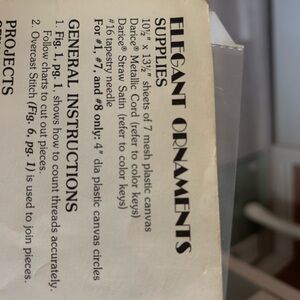 ELEGANT ORNAMENTS
SUPPLIES
10½" x 13½" sheets of 7 mesh plastic canvas
Darice® Metallic Cord (refer to color keys)
Darice® Straw Satin (refer to color keys)
#16 tapestry needle
For #1, #7, and #8 only: 4" dia plastic canvas circles
GENERAL INSTRUCTIONS
1. Fig. 1, pg. 1, shows how to count threads accurately.
Follow charts to cut out pieces.
2. Overcast Stitch (Fig. 6, pg. 1) is used to join pieces.
PROJECTS